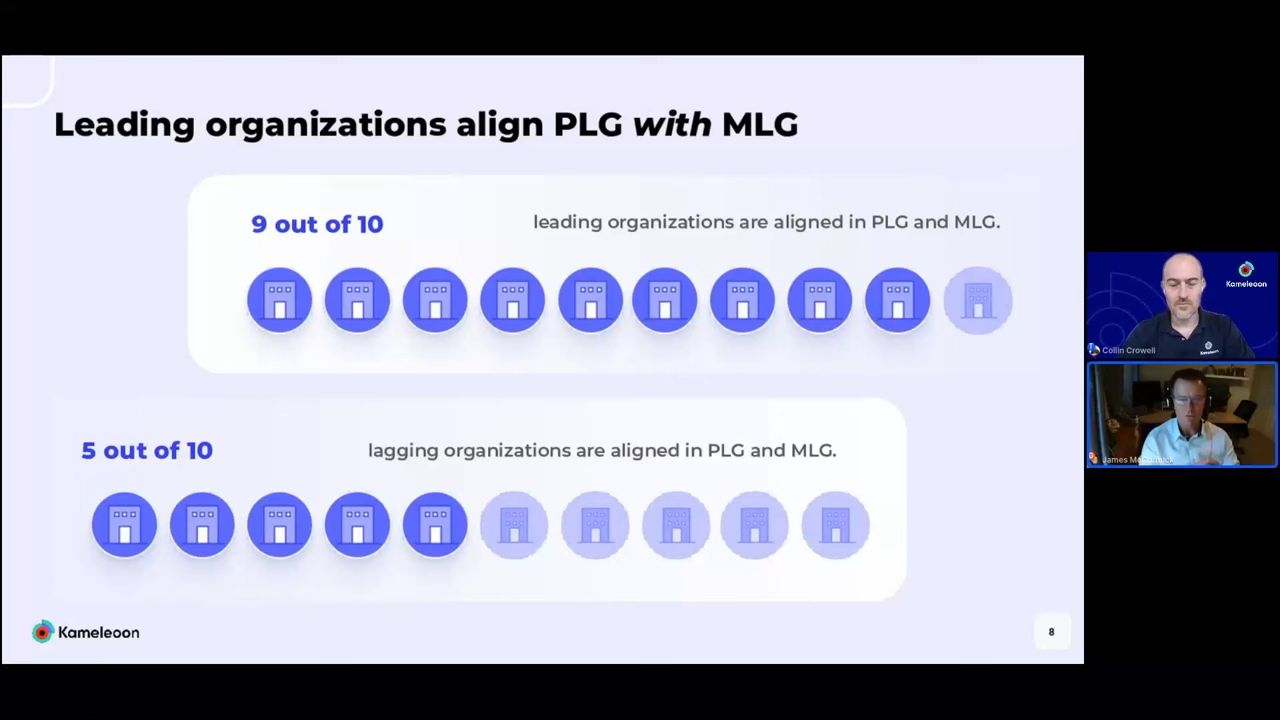 Leading organizations align PLG with MLG
9 out of 10
leading organizations are aligned in PLG and MLG.
5 out of 10
lagging organizations are aligned in PLG and MLG.
Kameleoon
8
Kameleoon
Collin Crowell
James